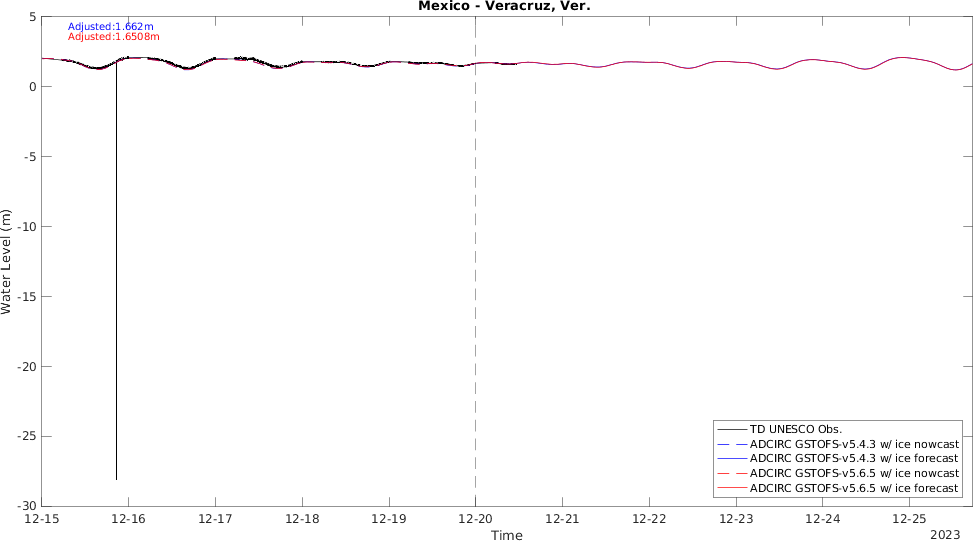 Mexico - Veracruz, Ver.
Adjusted:1.662m
Adjusted:1.6508m
5
0
-5
-10
-15
-20
-25
-30
Water Level (m)
TD UNESCO Obs.
ADCIRC GSTOFS-v5.4.3 w/ ice nowcast
ADCIRC GSTOFS-v5.4.3 w/ ice forecast
ADCIRC GSTOFS-v5.6.5 w/ ice nowcast
ADCIRC GSTOFS-v5.6.5 w/ ice forecast
12-15 12-16 12-17 12-18 12-19 12-20 12-21 12-22 12-23 12-24 12-25
Time
2023